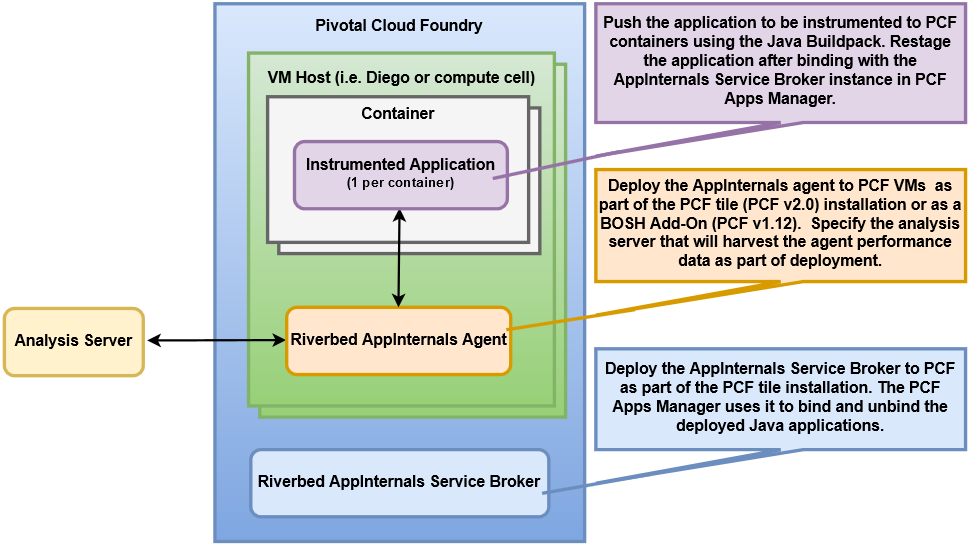 Pivotal Cloud Foundry
VM Host (i.e. Diego or compute cell)
Container
Instrumented Application
(1 per container)
Riverbed AppInternals Agent
Analysis Server
Riverbed AppInternals Service Broker
Push the application to be instrumented to PCF
containers using the Java Buildpack. Restage
the application after binding with the
AppInternals Service Broker instance in PCF
Apps Manager.
Deploy the AppInternals agent to PCF VMs as
part of the PCF tile (PCF v2.0) installation or as a
BOSH Add-On (PCF v1.12). Specify the analysis
server that will harvest the agent performance
data as part of deployment.
Deploy the AppInternals Service Broker to PCF
as part of the PCF tile installation. The PCF
Apps Manager uses it to bind and unbind the
deployed Java applications.